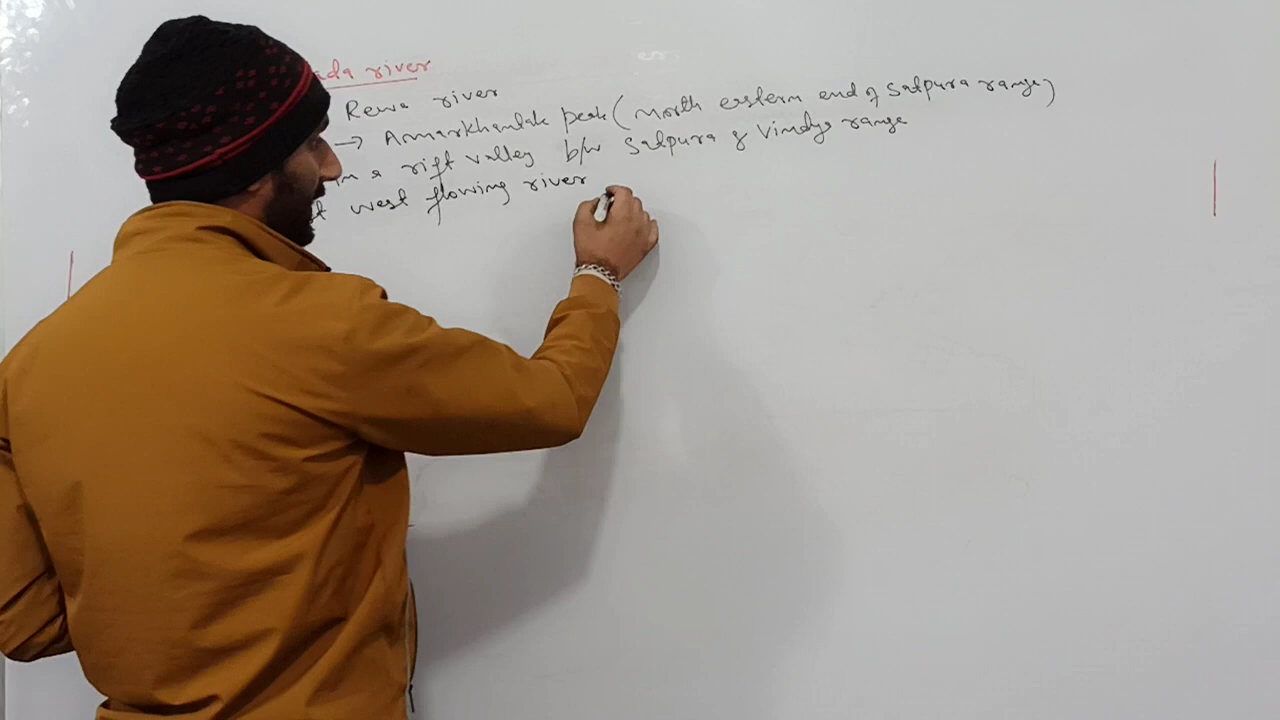 ada river
Rewa river
→ Amarkhantak peak (north eastern end of Satpura range)
in a rift valley b/w Satpura & Vindya range
west flowing river